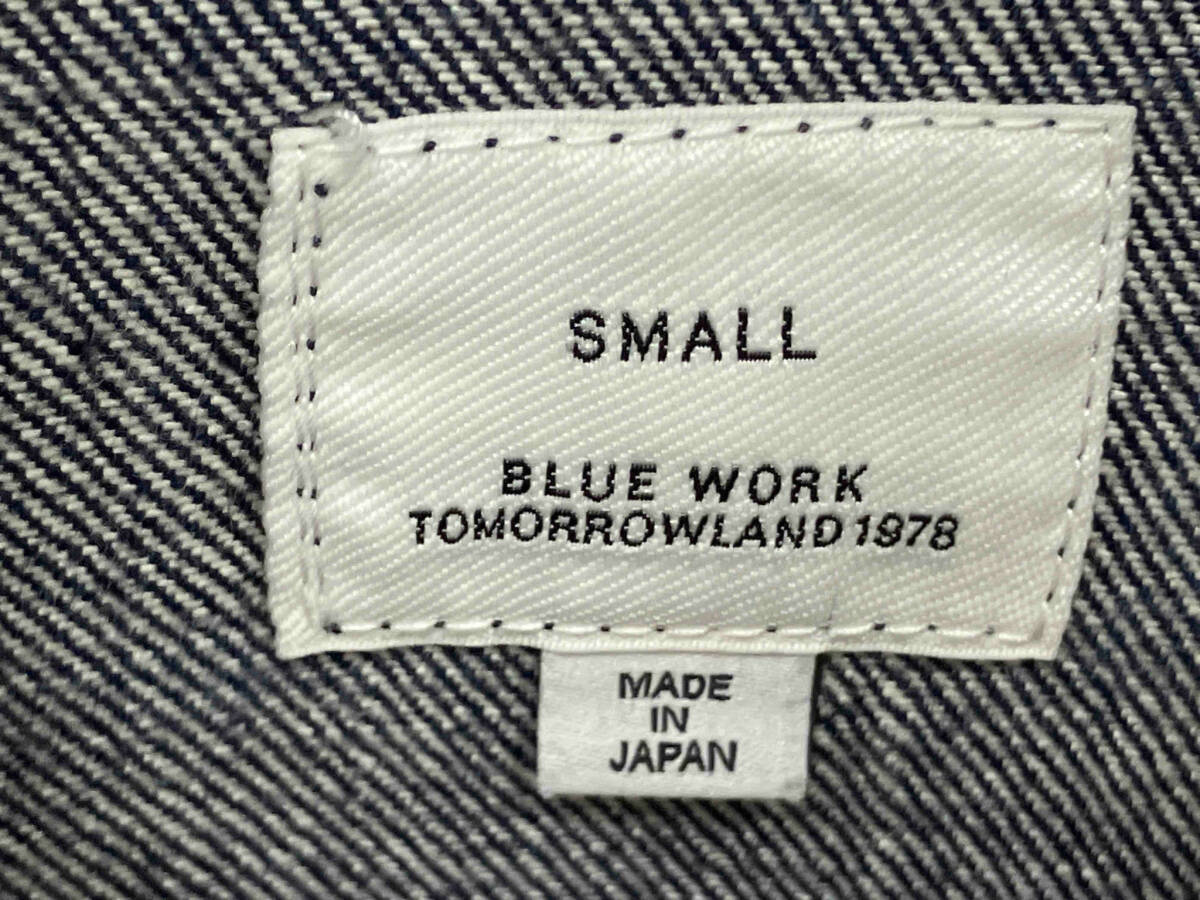 SMALL
BLUE WORK
TOMORROWLAND 1978
MADE
IN
JAPAN